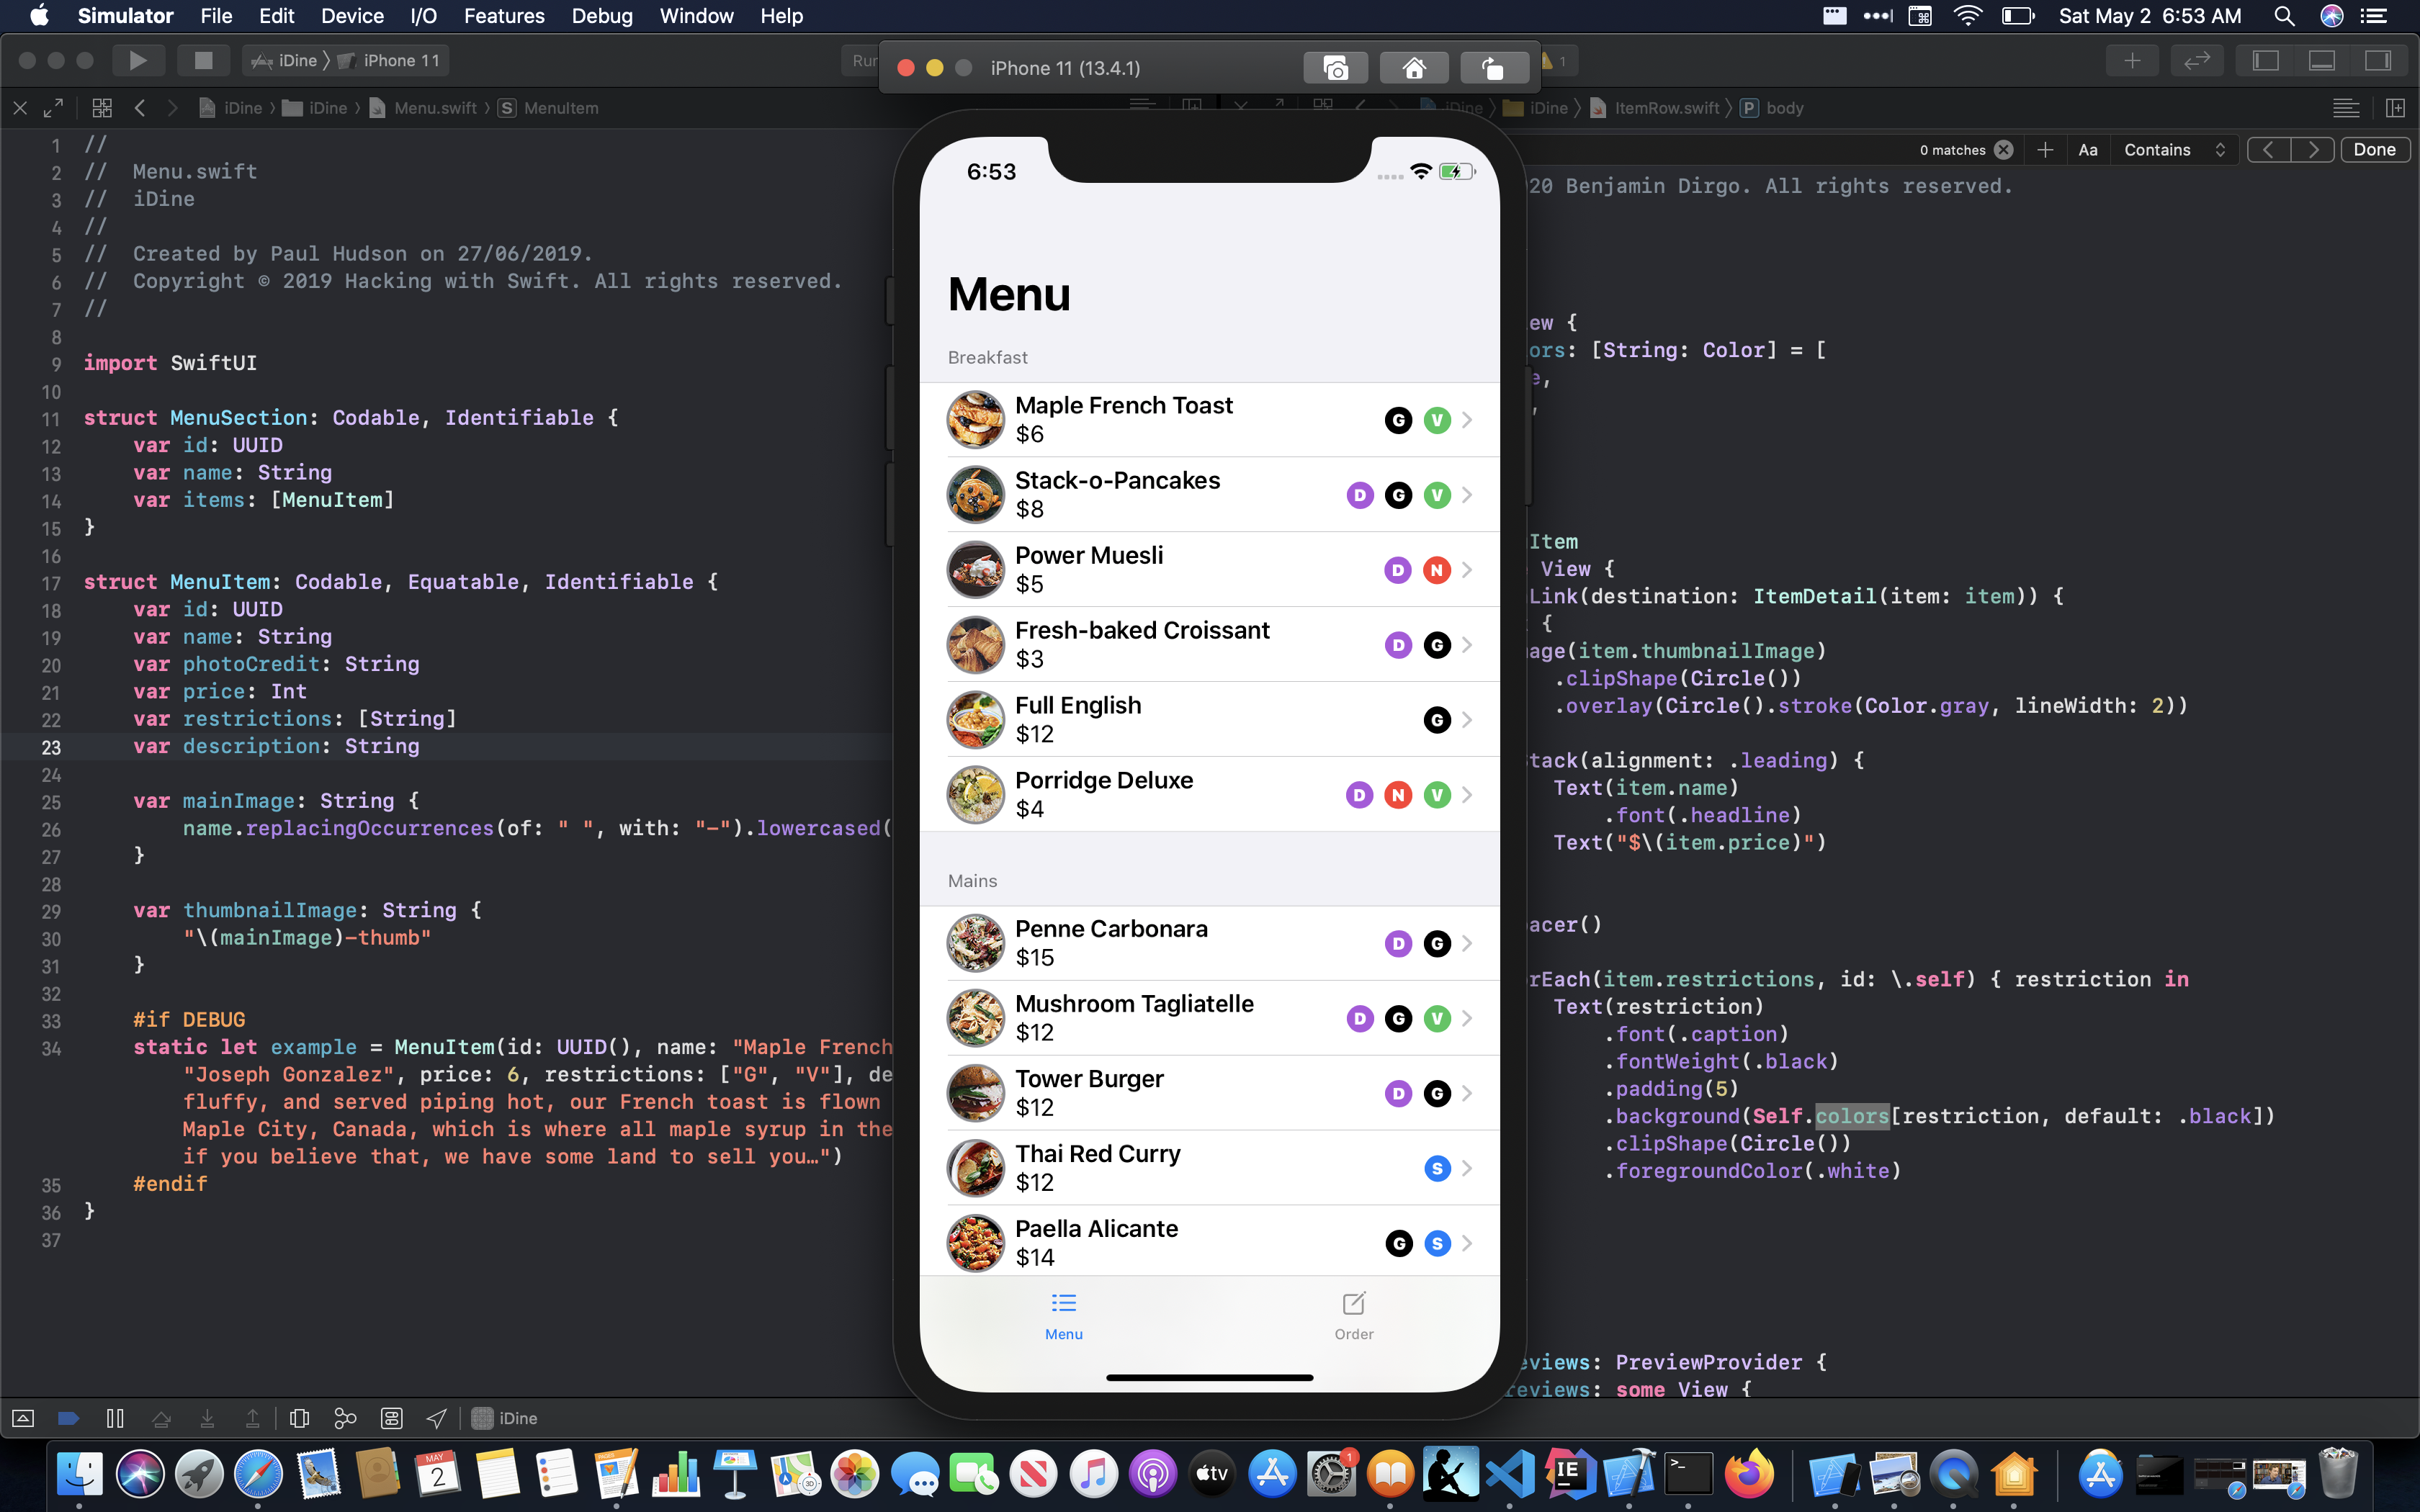 Simulator File Edit Device I/O Features Debug Window Help
Sat May 2 6:53 AM
iDine iPhone 11
Run
1
iPhone 11 (13.4.1)
iDine iDine Menu.swift S MenuItem
1 //
2 // Menu.swift
3 // iDine
4 //
5 // Created by Paul Hudson on 27/06/2019.
6 // Copyright © 2019 Hacking with Swift. All rights reserved.
7 //
8
9 import SwiftUI
10
11 struct MenuSection: Codable, Identifiable {
12 var id: UUID
13 var name: String
14 var items: [MenuItem]
15 }
16
17 struct MenuItem: Codable, Equatable, Identifiable {
18 var id: UUID
19 var name: String
20 var photoCredit: String
21 var price: Int
22 var restrictions: [String]
23 var description: String
24
25 var mainImage: String {
26 name.replacingOccurrences(of: " ", with: "-").lowercased(
27 }
28
29 var thumbnailImage: String {
30 "\(mainImage)-thumb"
31 }
32
33 #if DEBUG
34 static let example = MenuItem(id: UUID(), name: "Maple French
"Joseph Gonzalez", price: 6, restrictions: ["G", "V"], de
fluffy, and served piping hot, our French toast is flown
Maple City, Canada, which is where all maple syrup in the
if you believe that, we have some land to sell you…")
35 #endif
36 }
37
iDine
6:53
Menu
Breakfast
Maple French Toast
$6
G V
Stack-o-Pancakes
$8
D G V
Power Muesli
$5
D N
Fresh-baked Croissant
$3
D G
Full English
$12
G
Porridge Deluxe
$4
D N V
Mains
Penne Carbonara
$15
D G
Mushroom Tagliatelle
$12
D G V
Tower Burger
$12
D G
Thai Red Curry
$12
S
Paella Alicante
$14
G S
Menu
Order
iDine iDine ItemRow.swift P body
0 matches Aa Contains Done
20 Benjamin Dirgo. All rights reserved.
ew {
ors: [String: Color] = [
e,
,
Item
View {
Link(destination: ItemDetail(item: item)) {
{
age(item.thumbnailImage)
.clipShape(Circle())
.overlay(Circle().stroke(Color.gray, lineWidth: 2))
tack(alignment: .leading) {
Text(item.name)
.font(.headline)
Text("$\(item.price)")
acer()
rEach(item.restrictions, id: \.self) { restriction in
Text(restriction)
.font(.caption)
.fontWeight(.black)
.padding(5)
.background(Self.colors[restriction, default: .black])
.clipShape(Circle())
.foregroundColor(.white)
eviews: PreviewProvider {
reviews: some View {
MAY
2
tv
1
IE